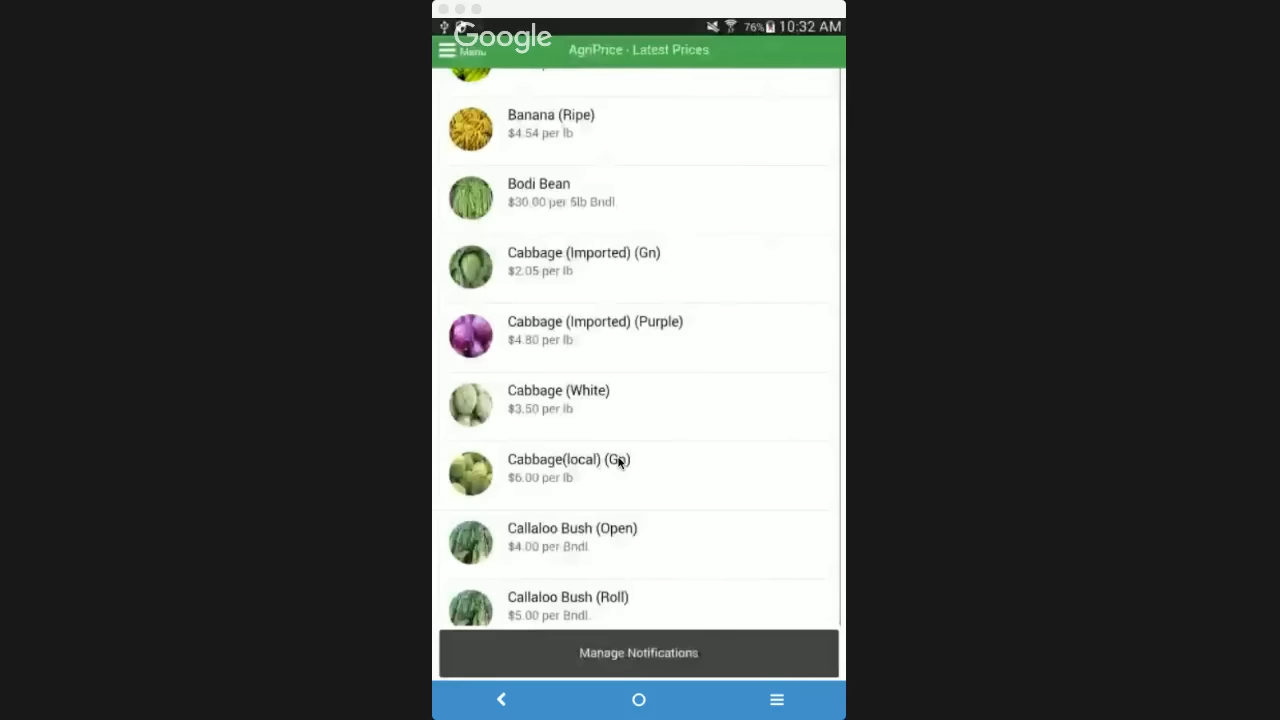 76% 10:32 AM
Google
Menu
AgriPrice - Latest Prices
Banana (Ripe)
$4.54 per lb
Bodi Bean
$30.00 per 5lb Bndl
Cabbage (Imported) (Gn)
$2.05 per lb
Cabbage (Imported) (Purple)
$4.80 per lb
Cabbage (White)
$3.50 per lb
Cabbage(local) (Gn)
$6.00 per lb
Callaloo Bush (Open)
$4.00 per Bndl
Callaloo Bush (Roll)
$5.00 per Bndl
Manage Notifications